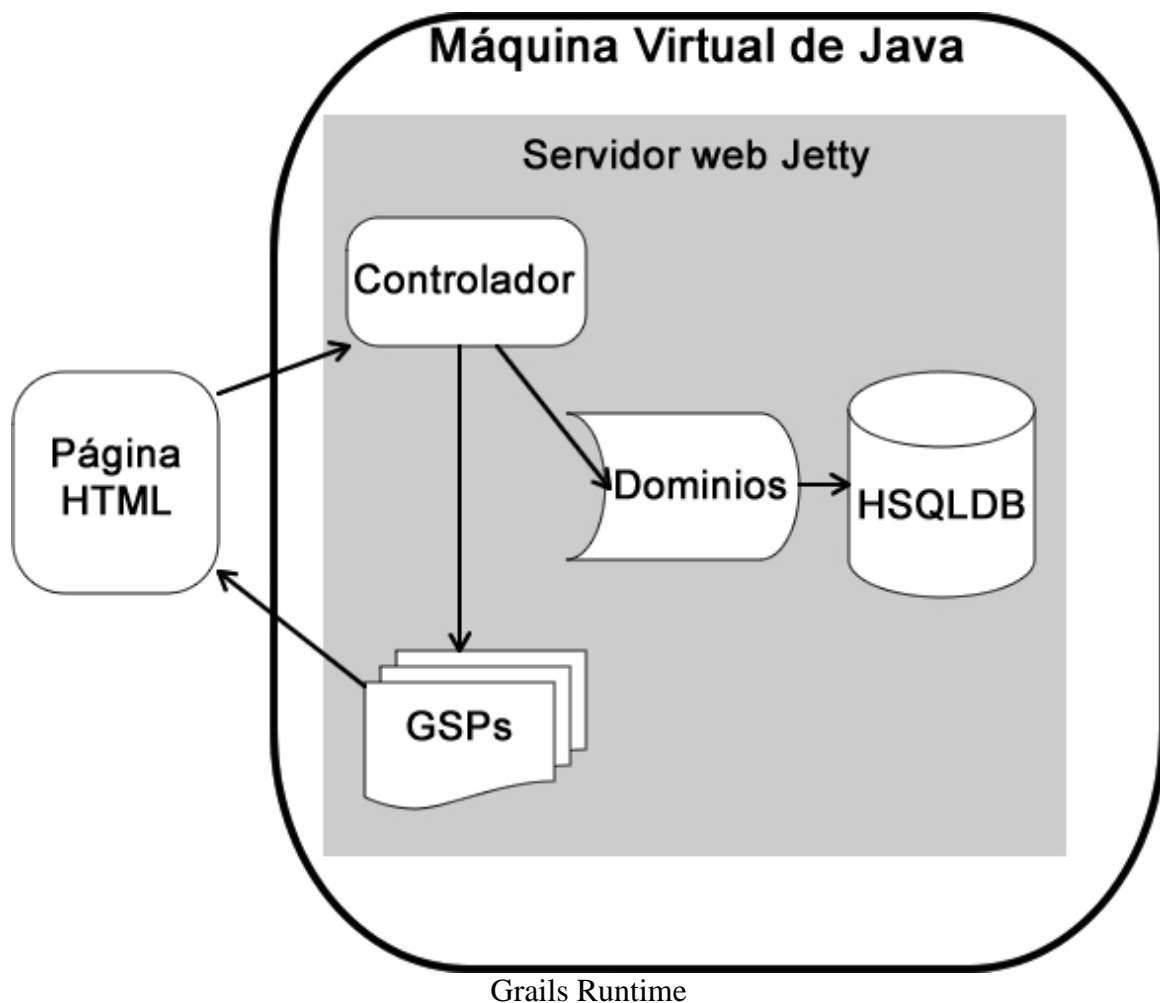 Máquina Virtual de Java
Servidor web Jetty
Controlador
Página
HTML
Dominios
HSQLDB
GSPs
Grails Runtime